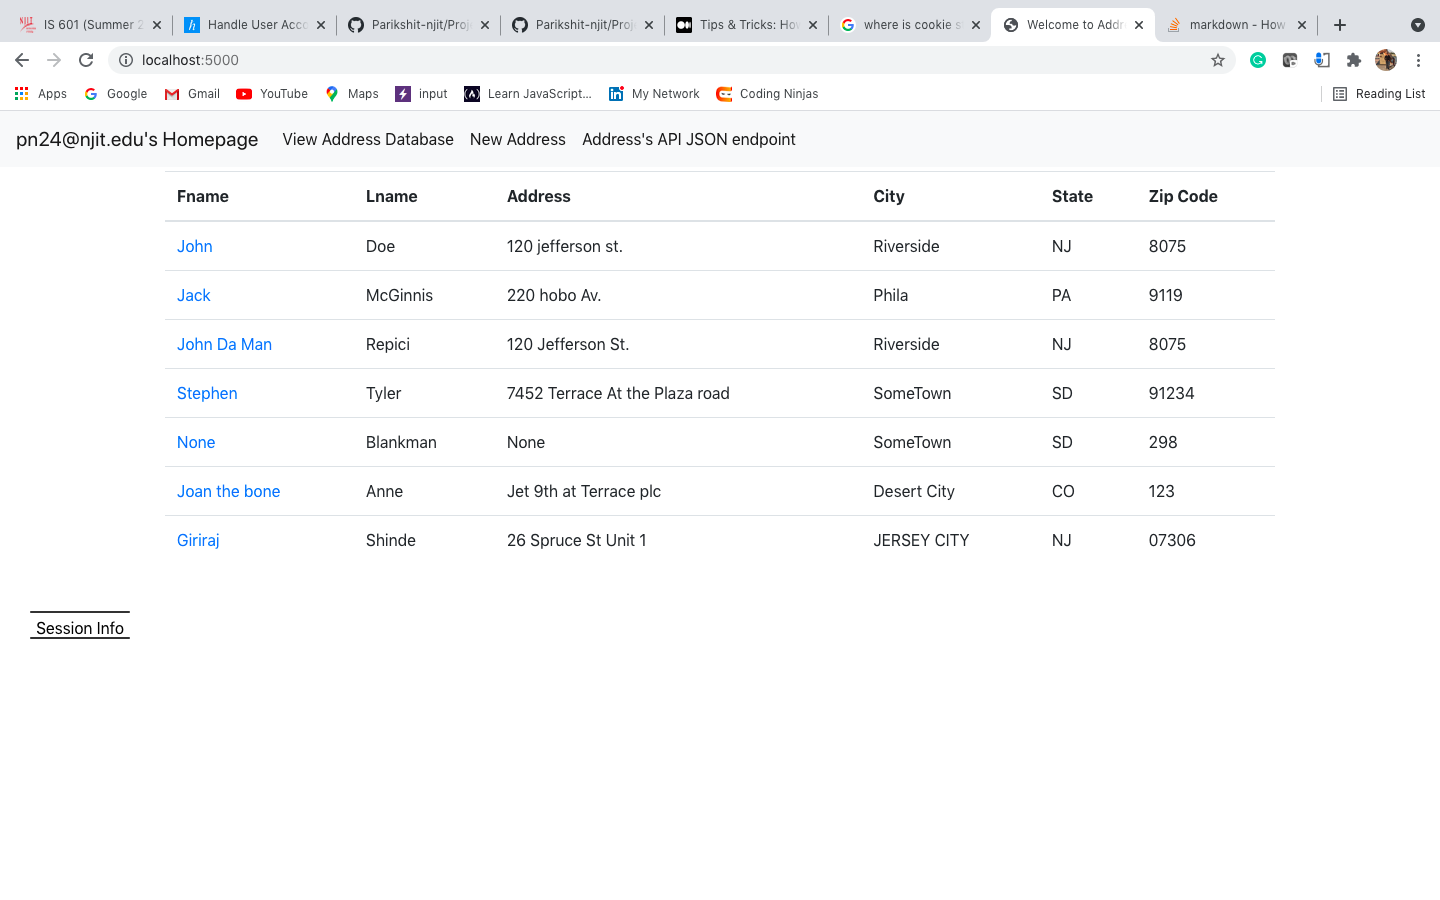 IS 601 (Summer 2 Handle User Acco Parikshit-njit/Proje Parikshit-njit/Proje Tips & Tricks: How where is cookie s Welcome to Addr markdown - How
localhost:5000
Apps Google Gmail YouTube Maps input Learn JavaScript... My Network Coding Ninjas Reading List
pn24@njit.edu's Homepage View Address Database New Address Address's API JSON endpoint
Fname Lname Address City State Zip Code
John Doe 120 jefferson st. Riverside NJ 8075
Jack McGinnis 220 hobo Av. Phila PA 9119
John Da Man Repici 120 Jefferson St. Riverside NJ 8075
Stephen Tyler 7452 Terrace At the Plaza road SomeTown SD 91234
None Blankman None SomeTown SD 298
Joan the bone Anne Jet 9th at Terrace plc Desert City CO 123
Giriraj Shinde 26 Spruce St Unit 1 JERSEY CITY NJ 07306
Session Info